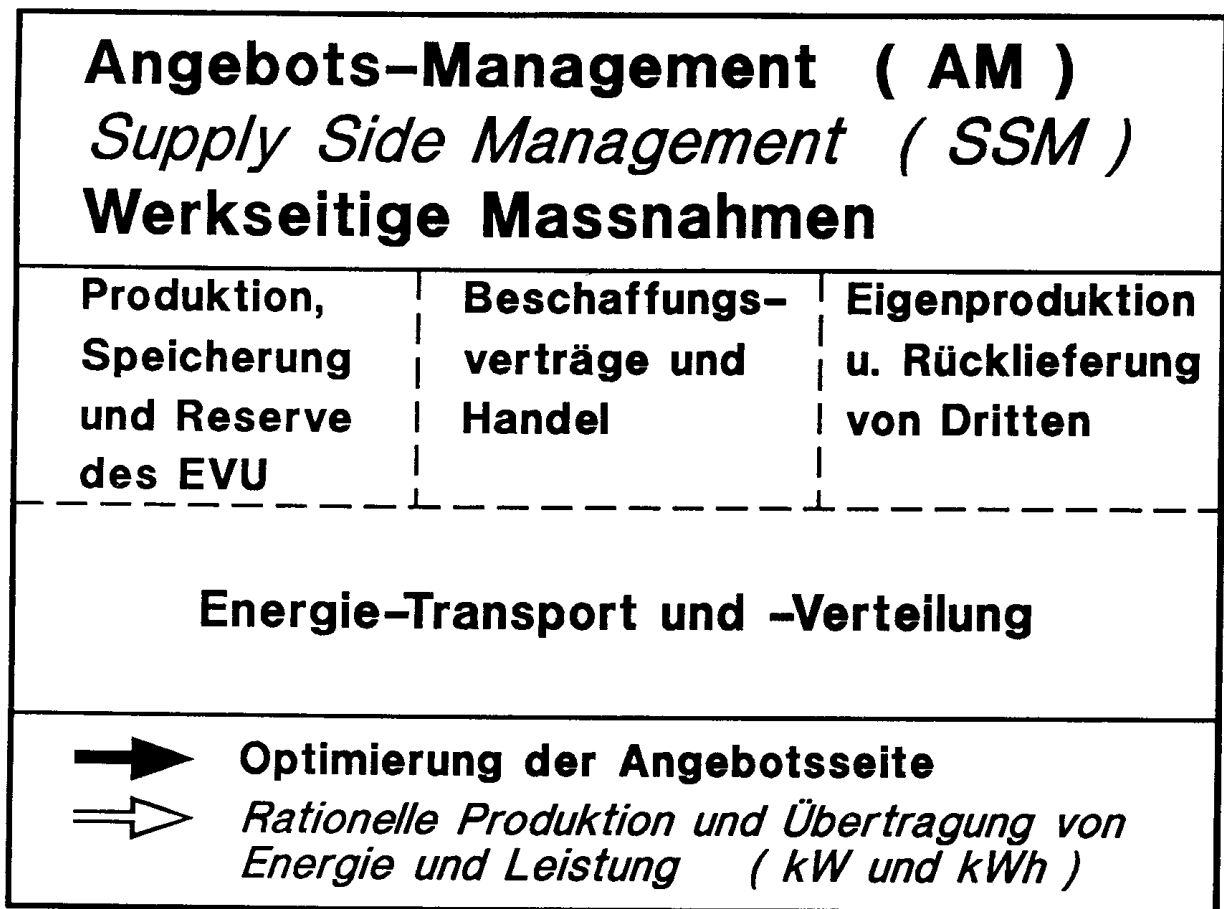 Angebots-Management ( AM )
Supply Side Management ( SSM )
Werkseitige Massnahmen
Produktion,
Speicherung
und Reserve
des EVU
Beschaffungs-
verträge und
Handel
Eigenproduktion
u. Rücklieferung
von Dritten
Energie-Transport und -Verteilung
Optimierung der Angebotsseite
Rationelle Produktion und Übertragung von
Energie und Leistung ( kW und kWh )